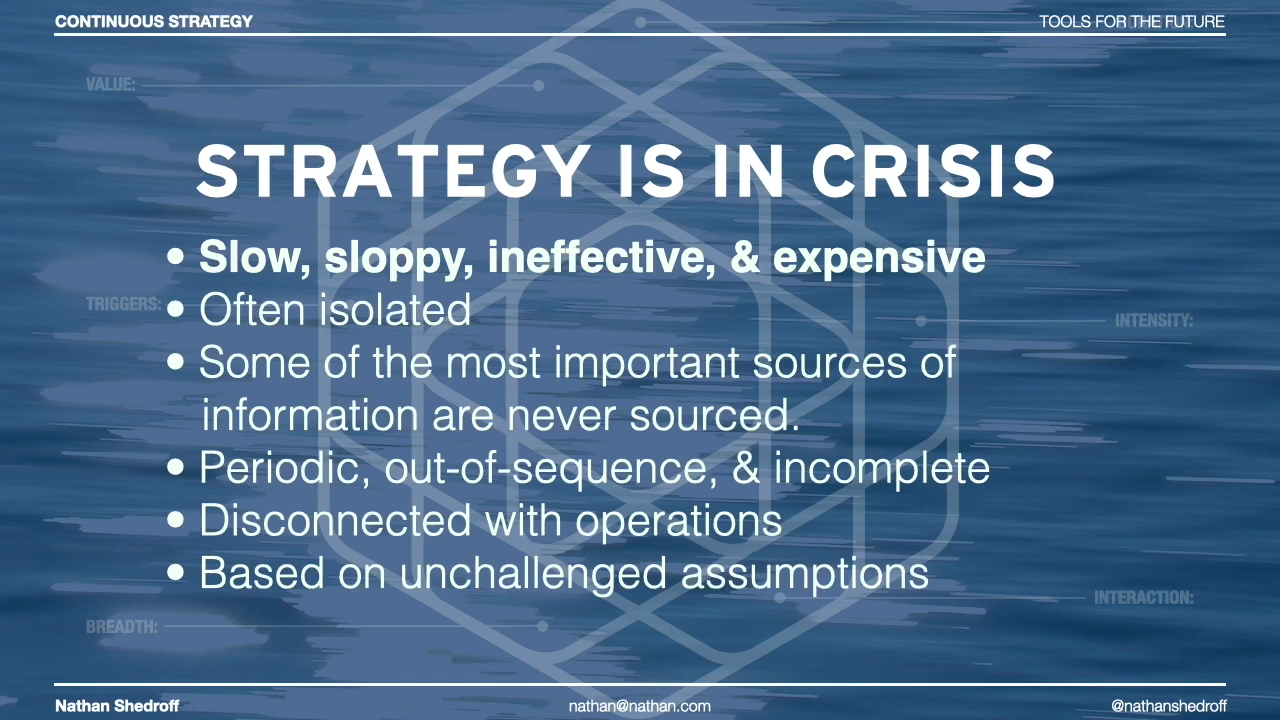 CONTINUOUS STRATEGY
TOOLS FOR THE FUTURE
VALUE:
STRATEGY IS IN CRISIS
• Slow, sloppy, ineffective, & expensive
TRIGGERS:
• Often isolated
INTENSITY:
• Some of the most important sources of
information are never sourced.
• Periodic, out-of-sequence, & incomplete
• Disconnected with operations
• Based on unchallenged assumptions
INTERACTION:
BREADTH:
Nathan Shedroff
nathan@nathan.com
@nathanshedroff